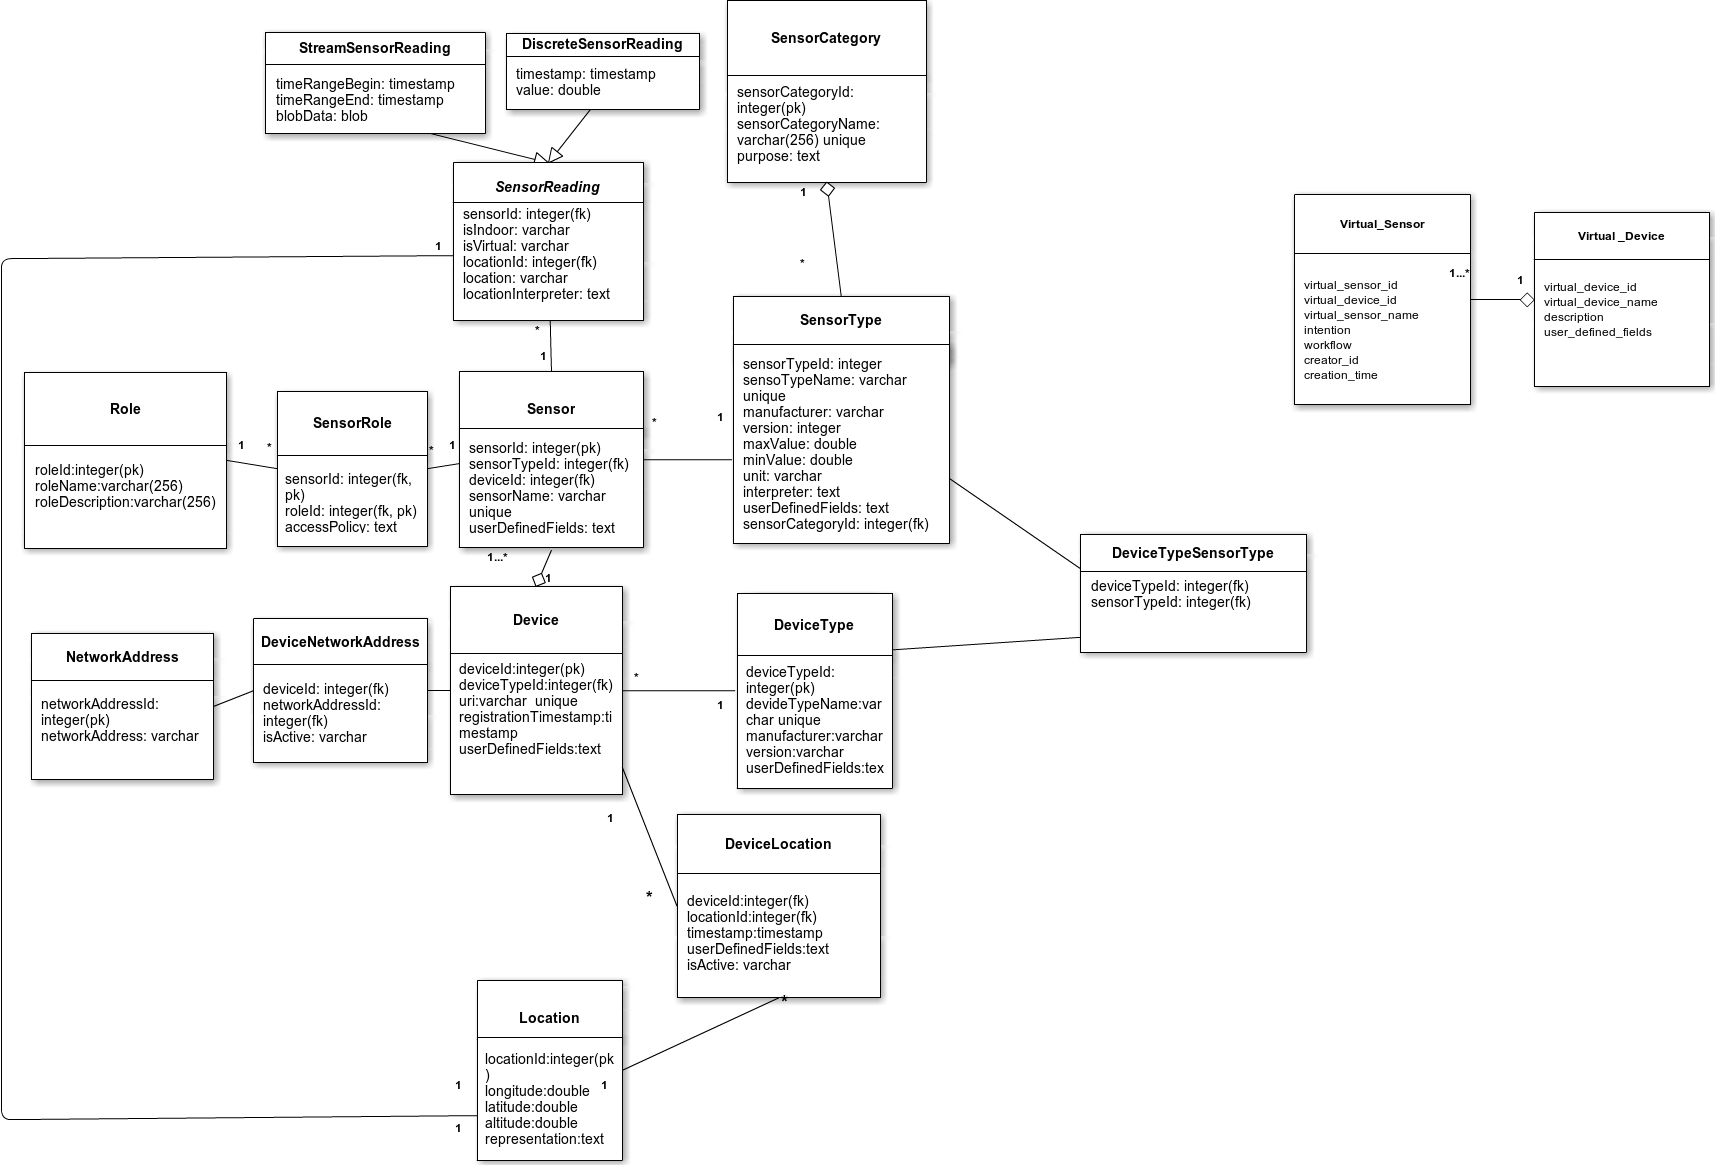 StreamSensorReading
timeRangeBegin: timestamp
timeRangeEnd: timestamp
blobData: blob
DiscreteSensorReading
timestamp: timestamp
value: double
SensorCategory
sensorCategoryId:
integer(pk)
sensorCategoryName:
varchar(256) unique
purpose: text
1
*
SensorReading
sensorId: integer(fk)
isIndoor: varchar
isVirtual: varchar
locationId: integer(fk)
location: varchar
locationInterpreter: text
1
*
1
Virtual_Sensor
virtual_sensor_id
virtual_device_id
virtual_sensor_name
intention
workflow
creator_id
creation_time
1...*
1
Virtual _Device
virtual_device_id
virtual_device_name
description
user_defined_fields
SensorType
sensorTypeId: integer
sensoTypeName: varchar
unique
manufacturer: varchar
version: integer
maxValue: double
minValue: double
unit: varchar
interpreter: text
userDefinedFields: text
sensorCategoryId: integer(fk)
Role
roleId:integer(pk)
roleName:varchar(256)
roleDescription:varchar(256)
1
*
SensorRole
sensorId: integer(fk,
pk)
roleId: integer(fk, pk)
accessPolicy: text
*
1
Sensor
sensorId: integer(pk)
sensorTypeId: integer(fk)
deviceId: integer(fk)
sensorName: varchar
unique
userDefinedFields: text
*
1
1...*
1
DeviceTypeSensorType
deviceTypeId: integer(fk)
sensorTypeId: integer(fk)
NetworkAddress
networkAddressId:
integer(pk)
networkAddress: varchar
DeviceNetworkAddress
deviceId: integer(fk)
networkAddressId:
integer(fk)
isActive: varchar
Device
deviceId:integer(pk)
deviceTypeId:integer(fk)
uri:varchar  unique
registrationTimestamp:ti
mestamp
userDefinedFields:text
*
1
DeviceType
deviceTypeId:
integer(pk)
devideTypeName:var
char unique
manufacturer:varchar
version:varchar
userDefinedFields:tex
1
*
DeviceLocation
deviceId:integer(fk)
locationId:integer(fk)
timestamp:timestamp
userDefinedFields:text
isActive: varchar
*
Location
locationId:integer(pk
)
longitude:double
latitude:double
altitude:double
representation:text
1
1
1